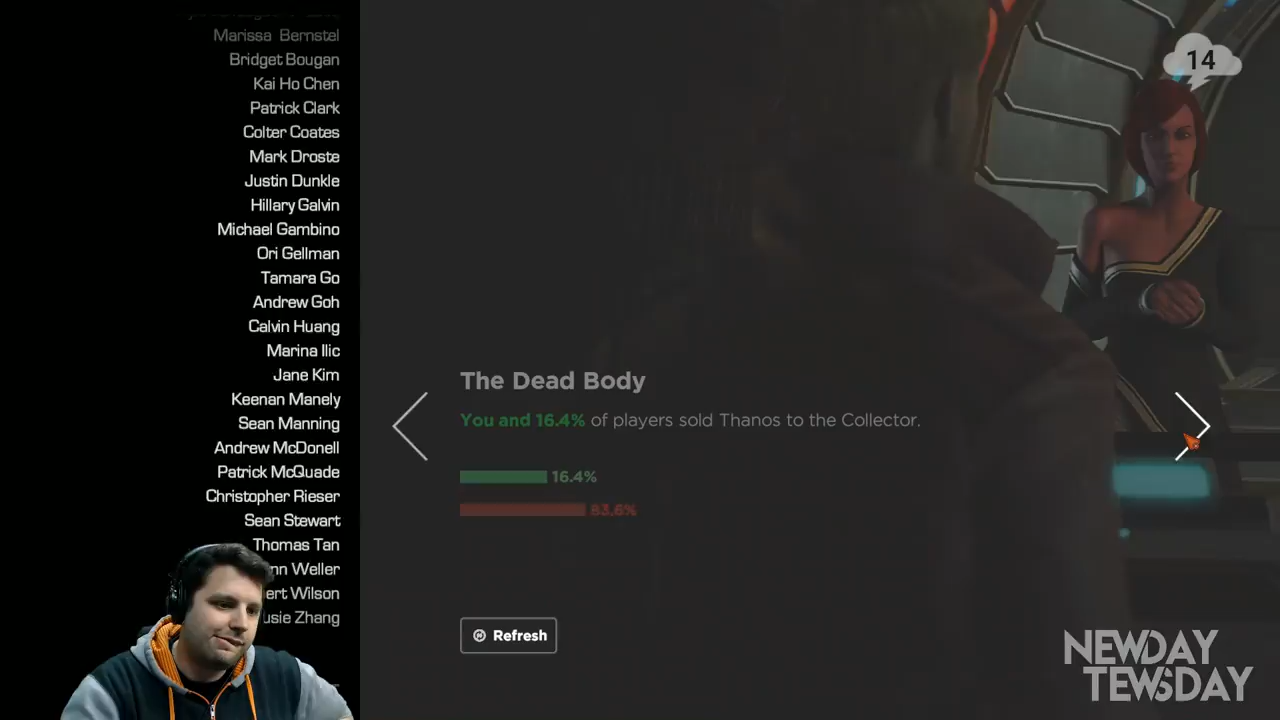 Marissa Bernstel
Bridget Bougan
Kai Ho Chen
Patrick Clark
Colter Coates
Mark Droste
Justin Dunkle
Hillary Galvin
Michael Gambino
Ori Gellman
Tamara Go
Andrew Goh
Calvin Huang
Marina Ilic
Jane Kim
Keenan Manely
Sean Manning
Andrew McDonell
Patrick McQuade
Christopher Rieser
Sean Stewart
Thomas Tan
nn Weller
ert Wilson
usie Zhang
14
The Dead Body
You and 16.4% of players sold Thanos to the Collector.
16.4%
83.6%
Refresh
NEWDAY
TEWSDAY